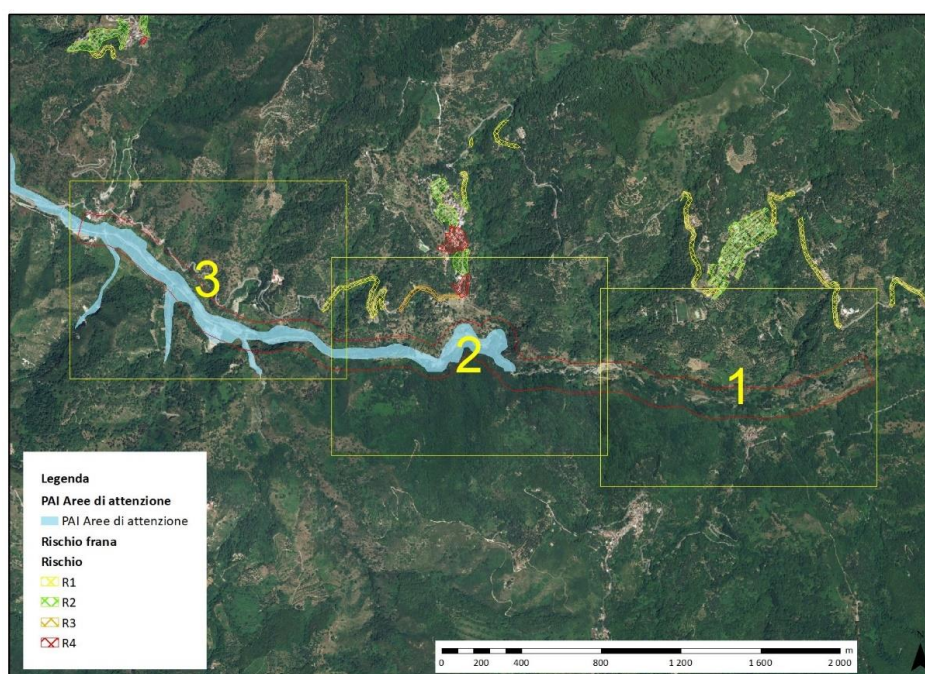 3
2
1
Legenda
PAI Aree di attenzione
PAI Aree di attenzione
Rischio frana
Rischio
R1
R2
R3
R4
m
0 200 400 800 1 200 1 600 2 000